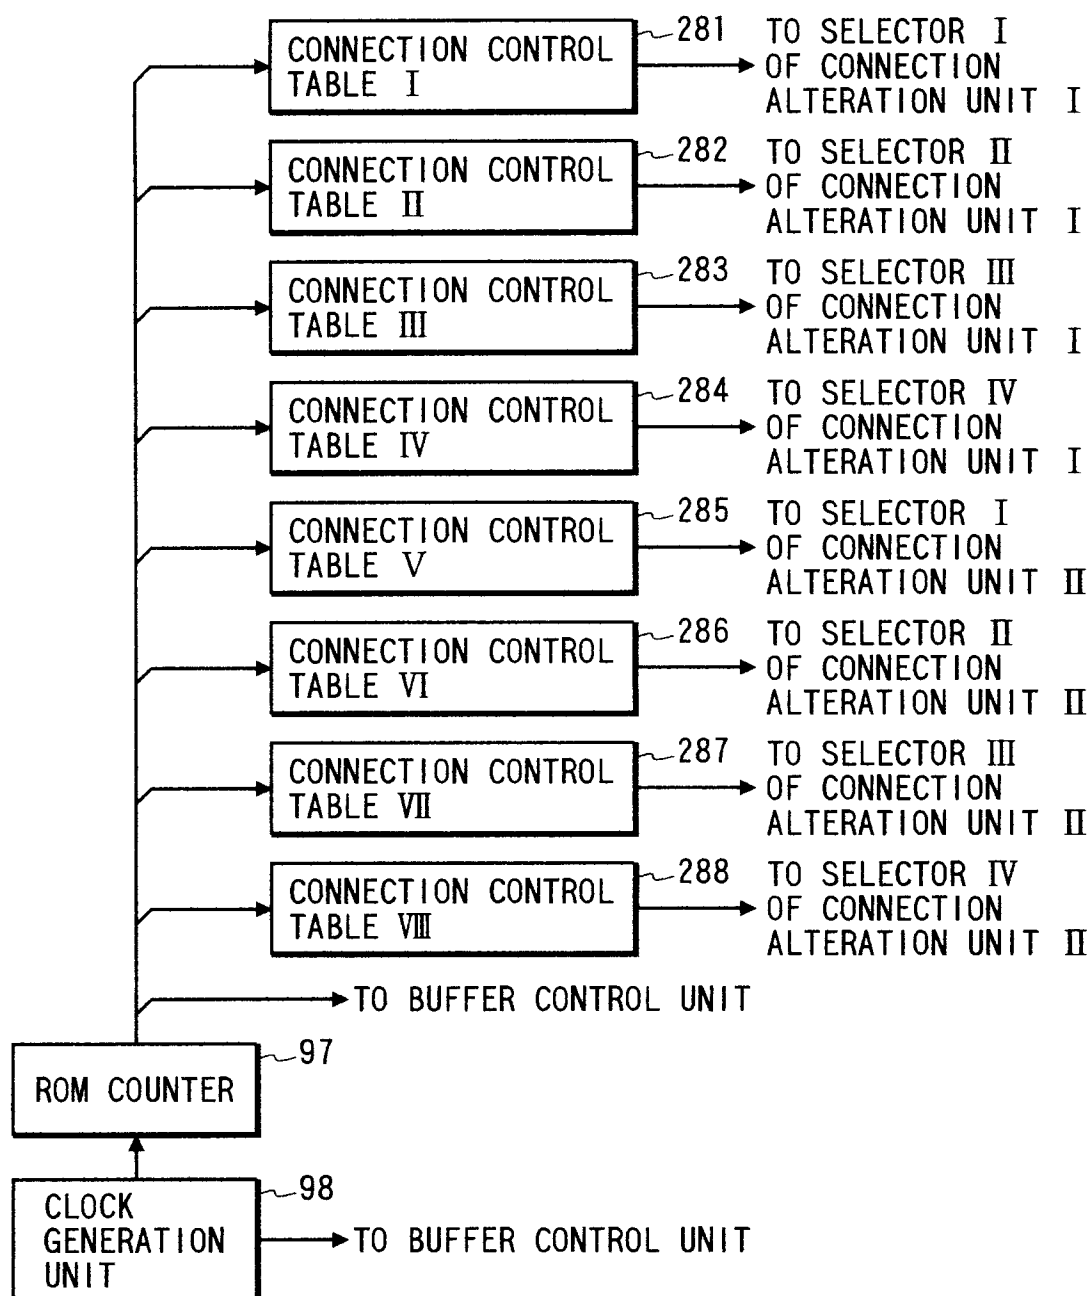 CONNECTION CONTROL
TABLE I
281
TO SELECTOR I
OF CONNECTION
ALTERATION UNIT I
CONNECTION CONTROL
TABLE II
282
TO SELECTOR II
OF CONNECTION
ALTERATION UNIT I
CONNECTION CONTROL
TABLE III
283
TO SELECTOR III
OF CONNECTION
ALTERATION UNIT I
CONNECTION CONTROL
TABLE IV
284
TO SELECTOR IV
OF CONNECTION
ALTERATION UNIT I
CONNECTION CONTROL
TABLE V
285
TO SELECTOR I
OF CONNECTION
ALTERATION UNIT II
CONNECTION CONTROL
TABLE VI
286
TO SELECTOR II
OF CONNECTION
ALTERATION UNIT II
CONNECTION CONTROL
TABLE VII
287
TO SELECTOR III
OF CONNECTION
ALTERATION UNIT II
CONNECTION CONTROL
TABLE VIII
288
TO SELECTOR IV
OF CONNECTION
ALTERATION UNIT II
TO BUFFER CONTROL UNIT
97
ROM COUNTER
98
CLOCK
GENERATION
UNIT
TO BUFFER CONTROL UNIT